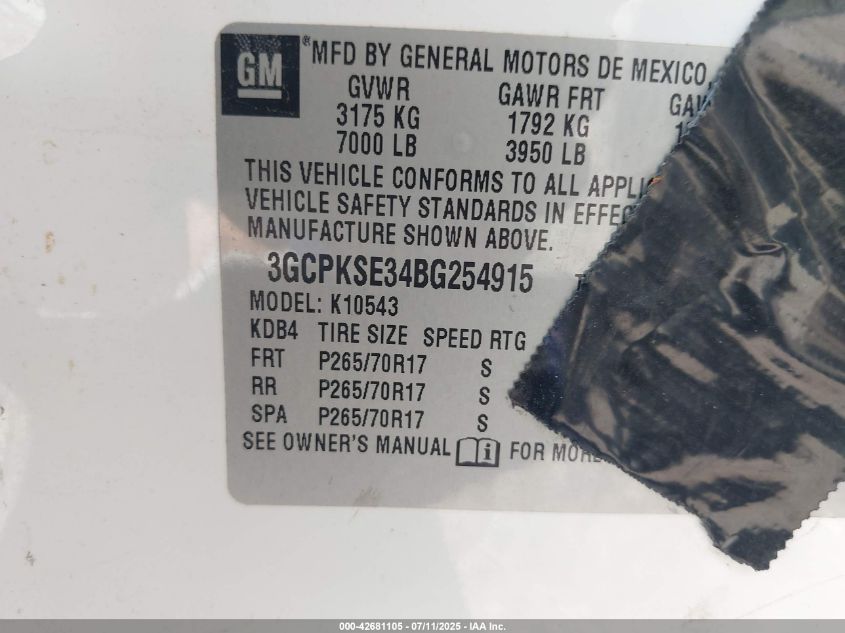 GM
® MFD BY GENERAL MOTORS DE MEXICO,
GVWR GAWR FRT
3175 KG 1792 KG
7000 LB 3950 LB
THIS VEHICLE CONFORMS TO ALL
VEHICLE SAFETY STANDARDS IN
MANUFACTURE SHOWN ABOVE.
3GCPKSE34BG254915
MODEL: K10543
KDB4 TIRE SIZE SPEED RTG
FRT P265/70R17 S
RR P265/70R17 S
SPA P265/70R17 S
SEE OWNER'S MANUAL i FOR
000-42681105 / 07/11/2025 - IAA Inc.